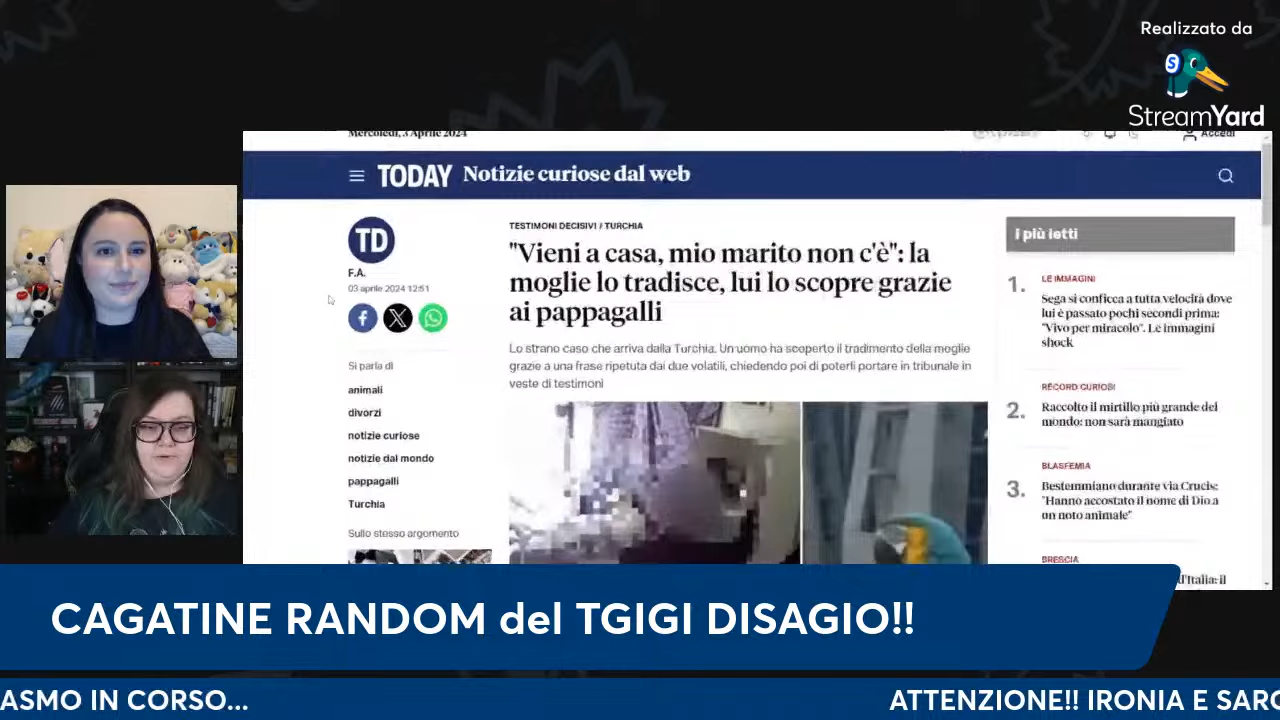 Realizzato da
S
StreamYard
Mercoledì, 3 Aprile 2024
Accedi
TODAY Notizie curiose dal web
TD
F.A.
03 aprile 2024 12:51
Si parla di
animali
divorzi
notizie curiose
notizie dal mondo
pappagalli
Turchia
Sullo stesso argomento
TESTIMONI DECISIVI / TURCHIA
"Vieni a casa, mio marito non c'è": la
moglie lo tradisce, lui lo scopre grazie
ai pappagalli
Lo strano caso che arriva dalla Turchia. Un uomo ha scoperto il tradimento della moglie
grazie a una frase ripetuta dai due volatili, chiedendo poi di poterli portare in tribunale in
veste di testimoni
i più letti
1.
LE IMMAGINI
Sega si conficca a tutta velocità dove
lui è passato pochi secondi prima:
"Vivo per miracolo". Le immagini
shock
2.
RECORD CURIOSI
Raccolto il mirtillo più grande del
mondo: non sarà mangiato
3.
BLASFEMIA
Bestemmiano durante via Crucis:
"Hanno accostato il nome di Dio a
un noto animale"
BRESCIA
d'Italia: il
CAGATINE RANDOM del TGIGI DISAGIO!!
ASMO IN CORSO...
ATTENZIONE!! IRONIA E SARC